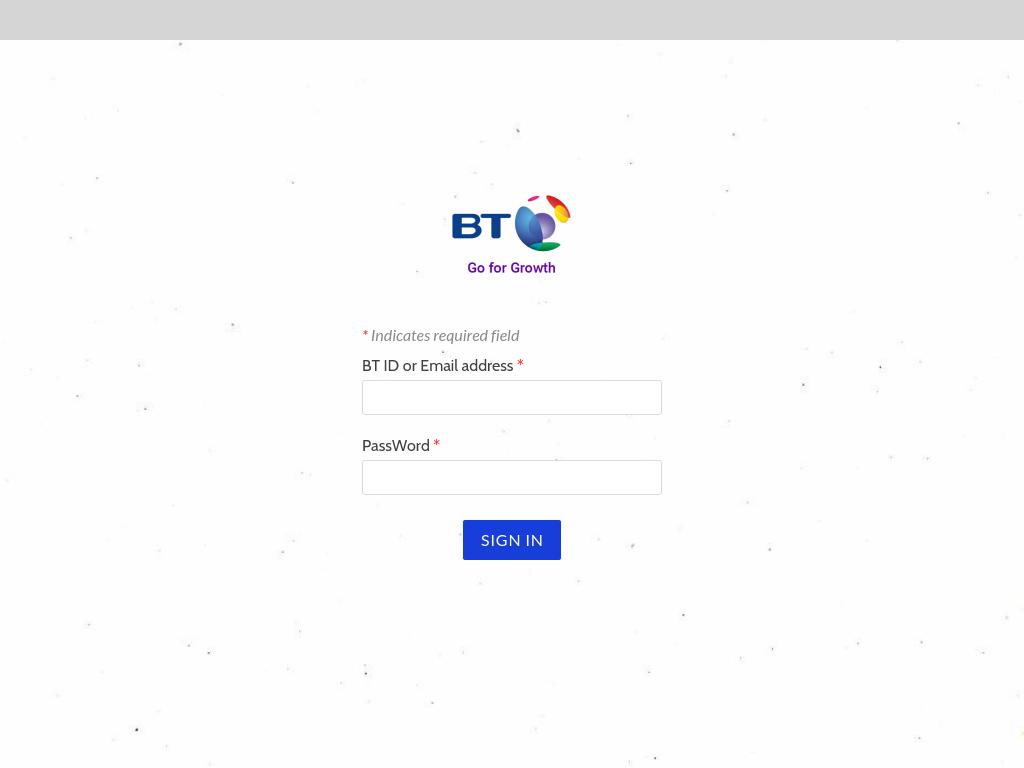 BT
Go for Growth
* Indicates required field
BT ID or Email address *
PassWord *
SIGN IN